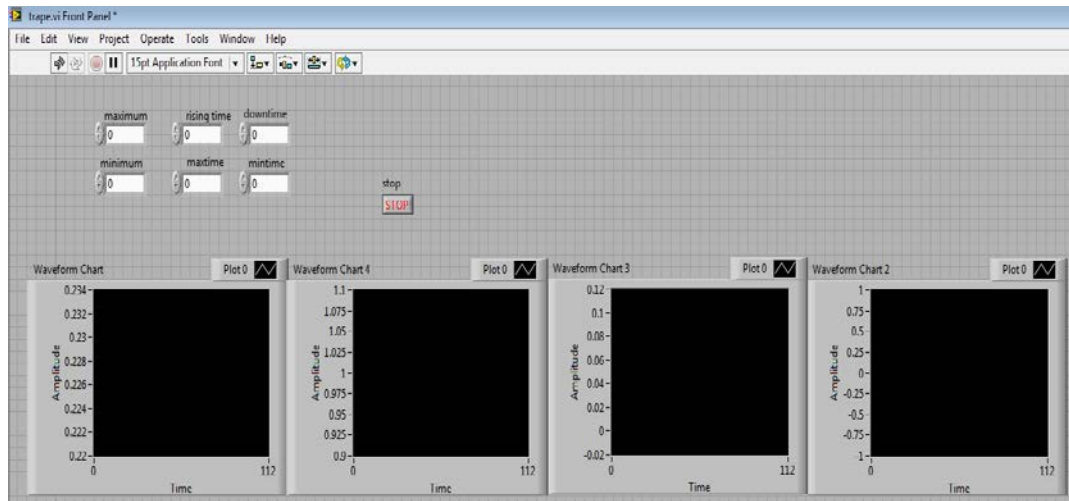 trape.vi Front Panel *
File Edit View Project Operate Tools Window Help
15pt Application Font
maximum rising time downtime
0 0 0
minimum maxtime mintime
0 0 0
stop
STOP
Waveform Chart Plot 0
0.234
0.232
0.23
0.228
0.226
0.224
0.222
0.22
Amplitude
0 112
Time
Waveform Chart 4 Plot 0
1.1
1.075
1.05
1.025
1
0.975
0.95
0.925
0.9
Amplitude
0 112
Time
Waveform Chart 3 Plot 0
0.12
0.1
0.08
0.06
0.04
0.02
0
-0.02
Amplitude
0 112
Time
Waveform Chart 2 Plot 0
1
0.75
0.5
0.25
0
-0.25
-0.5
-0.75
-1
Amplitude
0 112
Time